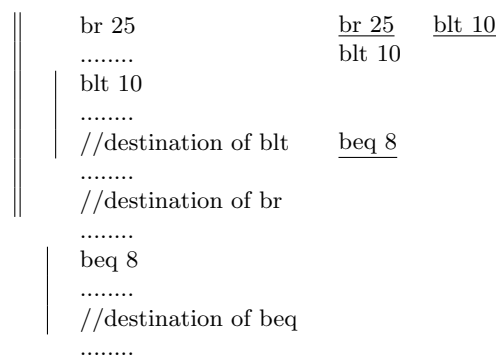 br 25 br 25 blt 10
........ blt 10
blt 10
........
//destination of blt beq 8
........
//destination of br
........
beq 8
........
//destination of beq
........